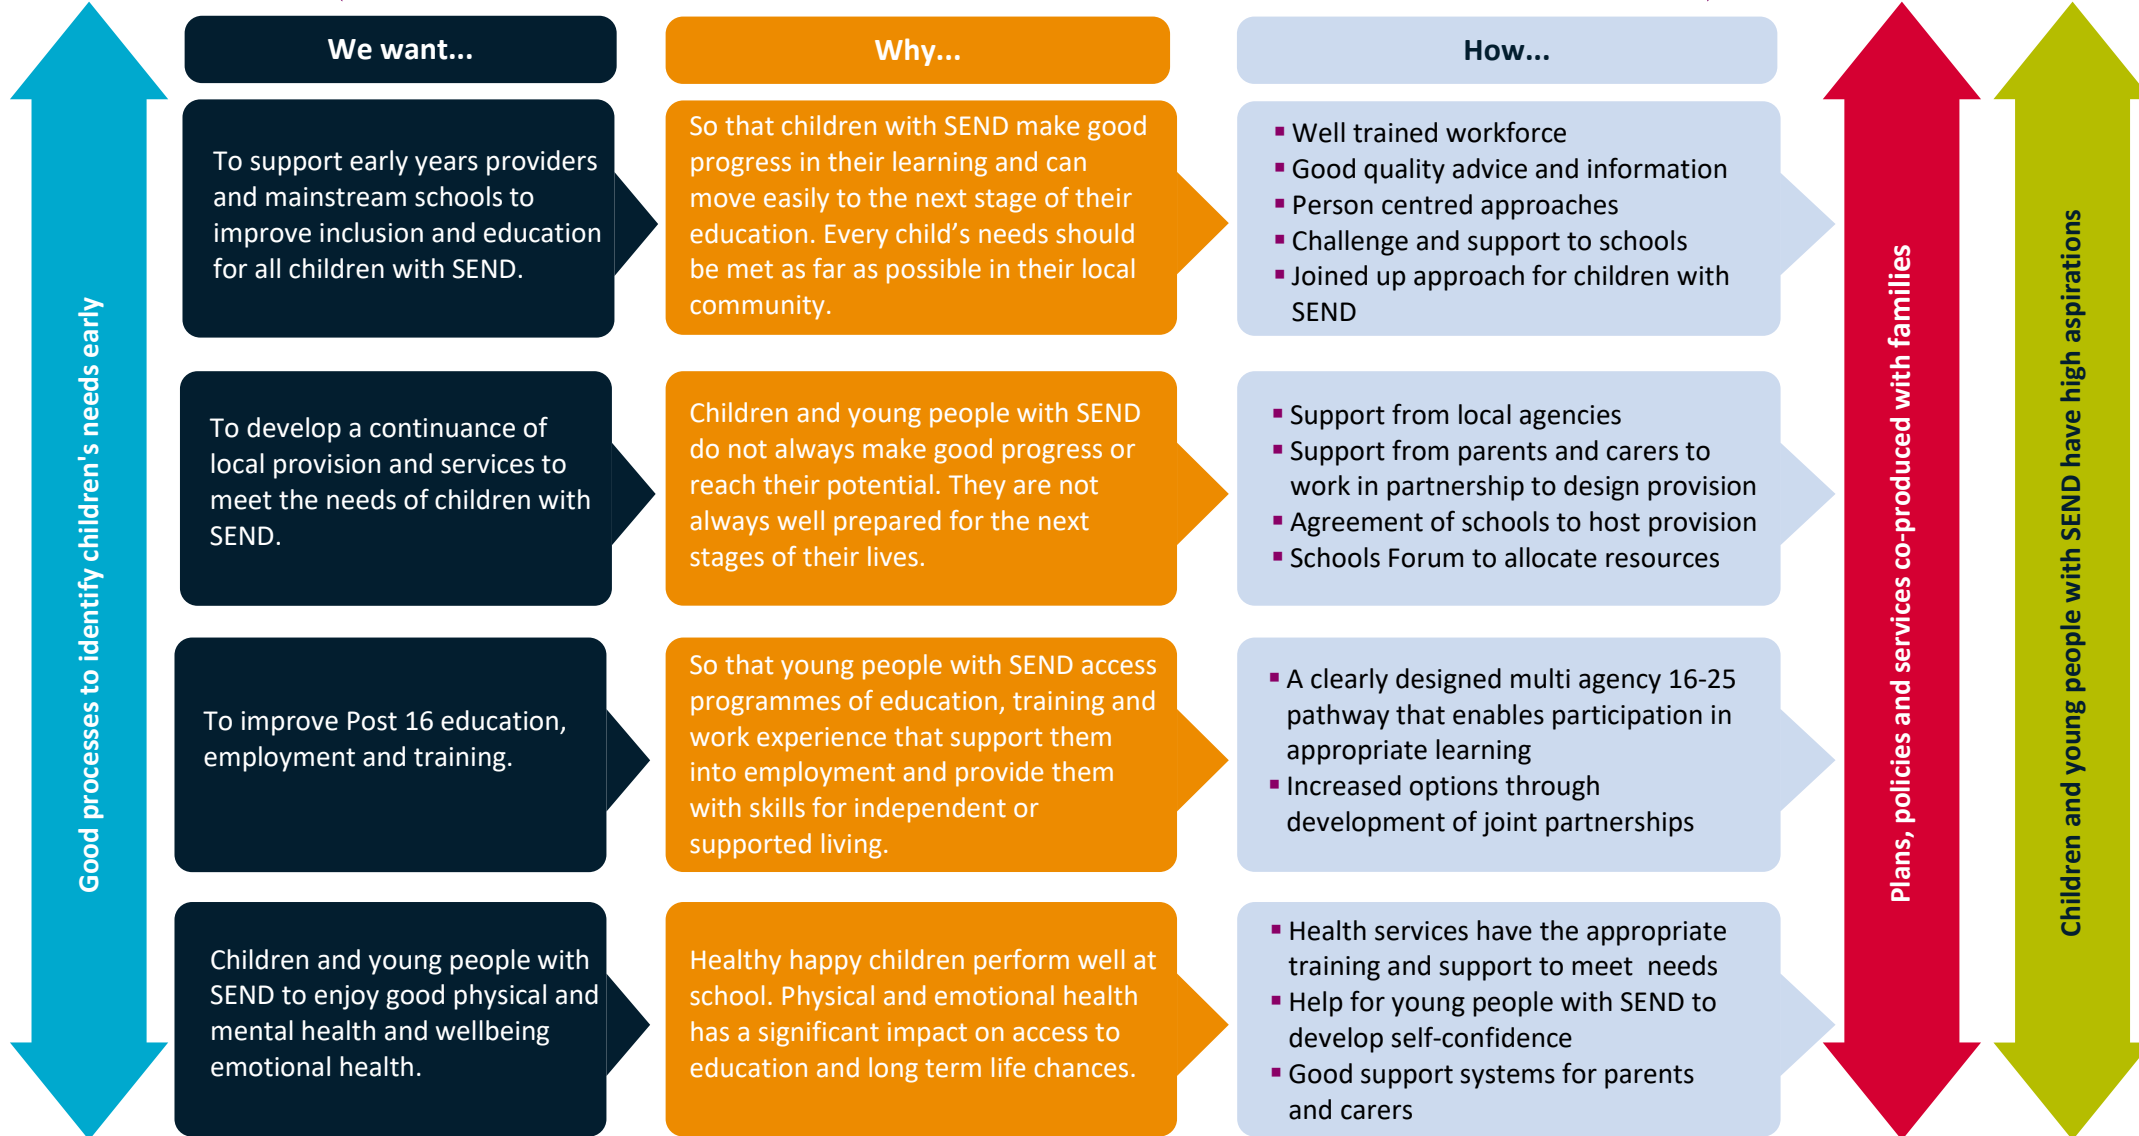 We want...
Why...
How...
To support early years providers
and mainstream schools to
improve inclusion and education
for all children with SEND.
So that children with SEND make good
progress in their learning and can
move easily to the next stage of their
education. Every child’s needs should
be met as far as possible in their local
community.
▪ Well trained workforce
▪ Good quality advice and information
▪ Person centred approaches
▪ Challenge and support to schools
▪ Joined up approach for children with
SEND
To develop a continuance of
local provision and services to
meet the needs of children with
SEND.
Children and young people with SEND
do not always make good progress or
reach their potential. They are not
always well prepared for the next
stages of their lives.
▪ Support from local agencies
▪ Support from parents and carers to
work in partnership to design provision
▪ Agreement of schools to host provision
▪ Schools Forum to allocate resources
To improve Post 16 education,
employment and training.
So that young people with SEND access
programmes of education, training and
work experience that support them
into employment and provide them
with skills for independent or
supported living.
▪ A clearly designed multi agency 16-25
pathway that enables participation in
appropriate learning
▪ Increased options through
development of joint partnerships
Children and young people with
SEND to enjoy good physical and
mental health and wellbeing
emotional health.
Healthy happy children perform well at
school. Physical and emotional health
has a significant impact on access to
education and long term life chances.
▪ Health services have the appropriate
training and support to meet  needs
▪ Help for young people with SEND to
develop self-confidence
▪ Good support systems for parents
and carers
Good processes to identify children's needs early
Plans, policies and services co-produced with families
Children and young people with SEND have high aspirations